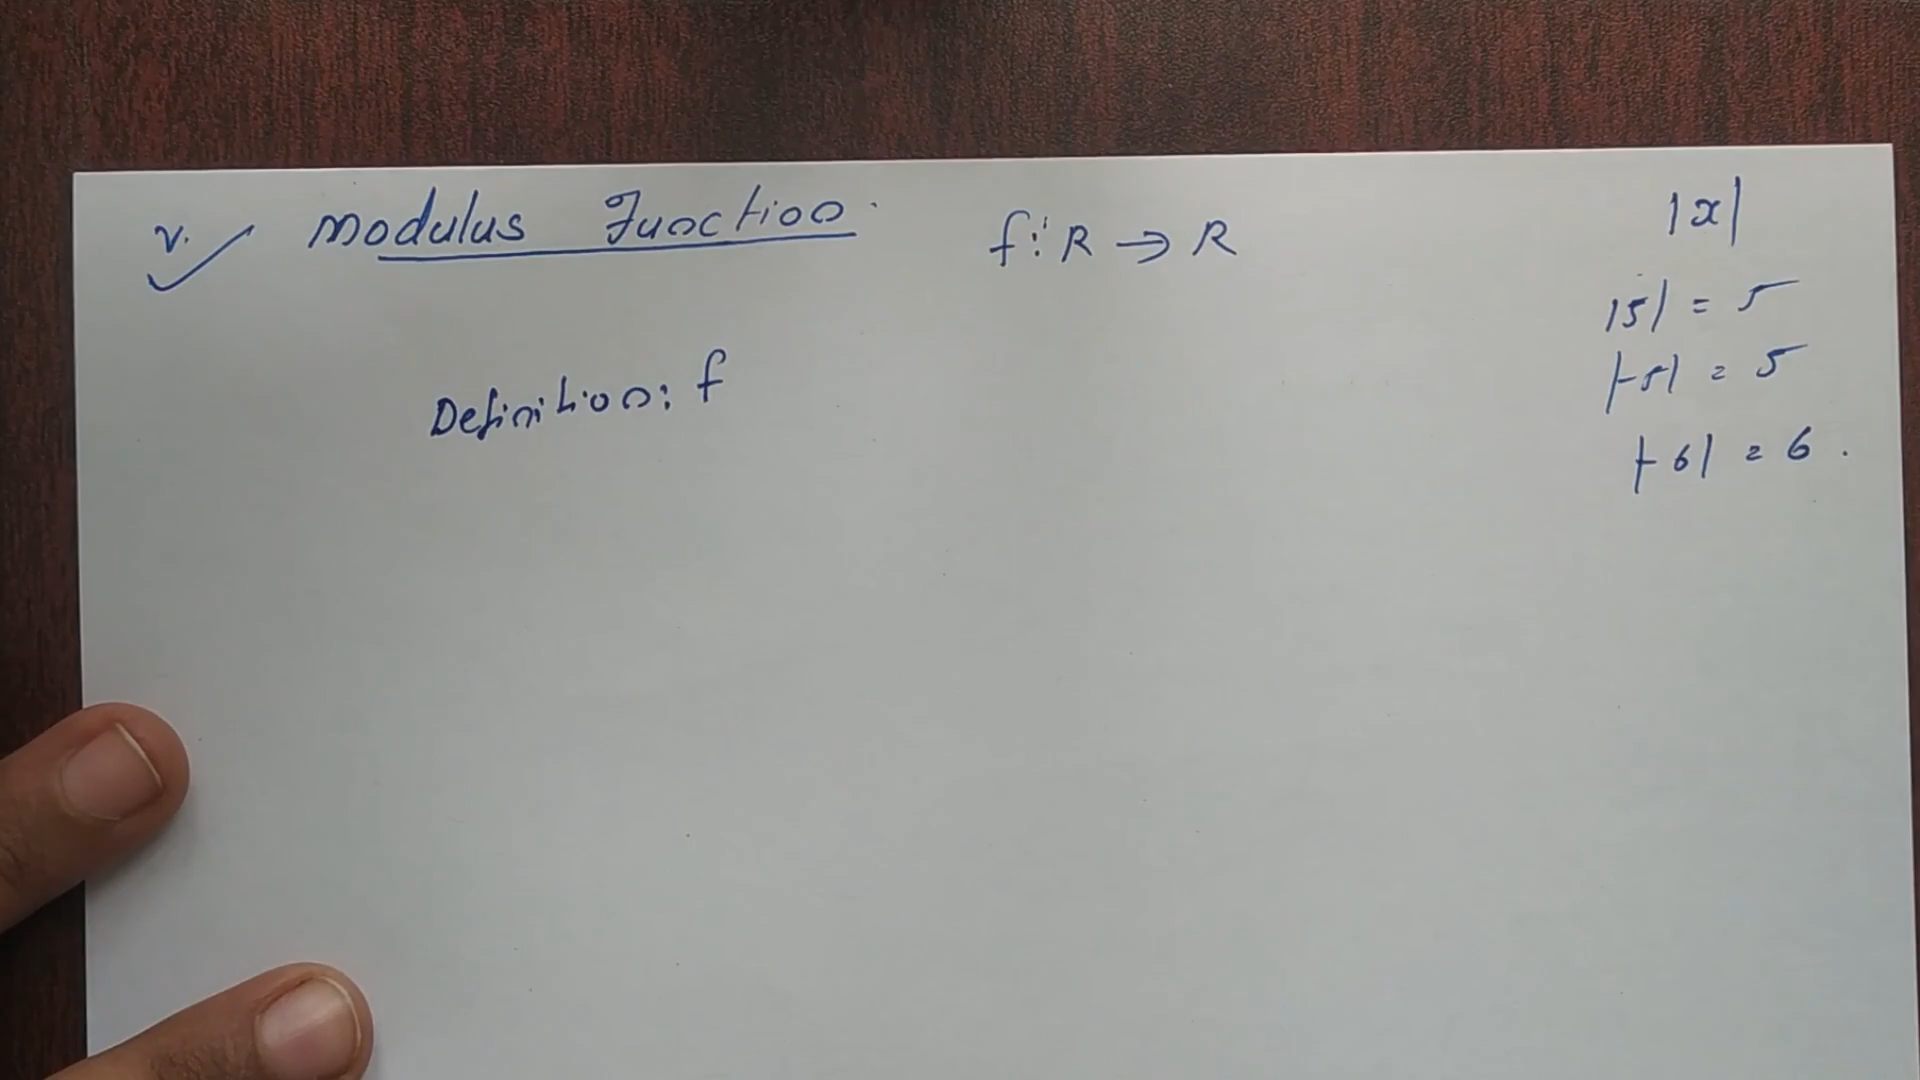 v. Modulus Function.
f: R → R
|x|
|5| = 5
|-5| = 5
|-6| = 6.
Definition: f